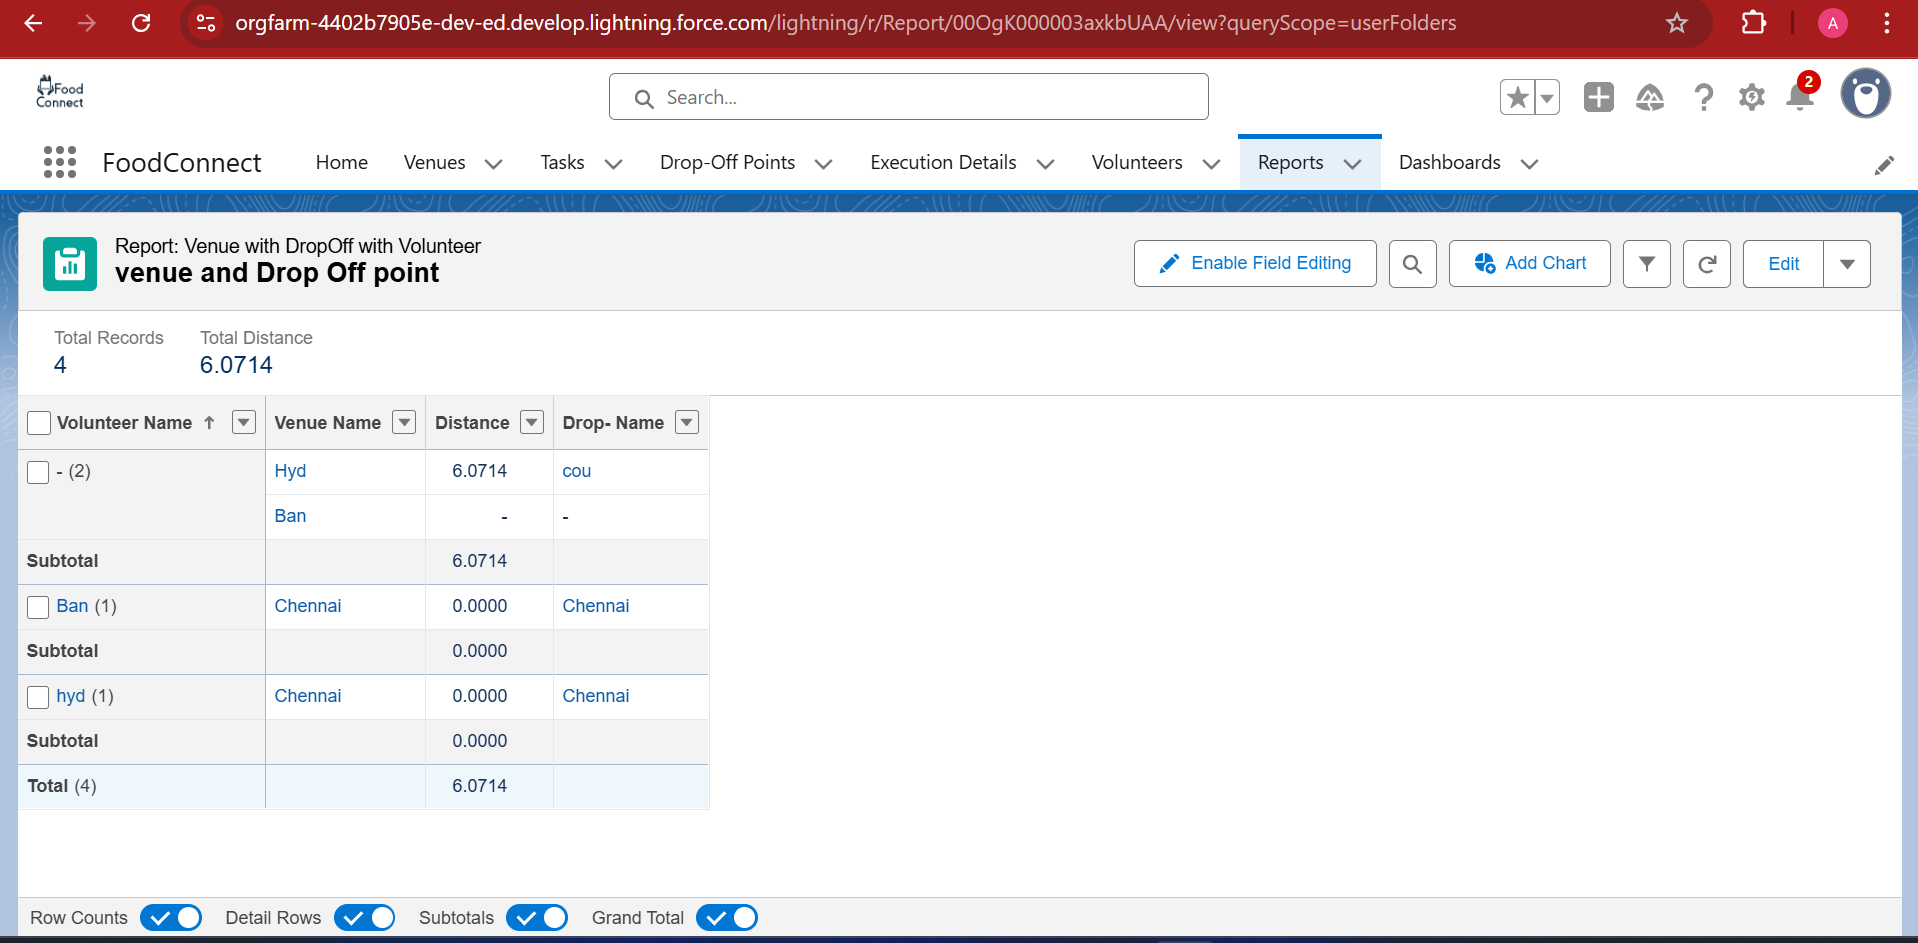 orgfarm-4402b7905e-dev-ed.develop.lightning.force.com/lightning/r/Report/00OgK000003axkbUAA/view?queryScope=userFolders
A
Food
Connect
Search...
2
FoodConnect Home Venues Tasks Drop-Off Points Execution Details Volunteers Reports Dashboards
Report: Venue with DropOff with Volunteer
venue and Drop Off point
Enable Field Editing Add Chart Edit
Total Records Total Distance
4 6.0714
Volunteer Name ↑ Venue Name Distance Drop- Name
- (2) Hyd 6.0714 cou
Ban - -
Subtotal 6.0714
Ban (1) Chennai 0.0000 Chennai
Subtotal 0.0000
hyd (1) Chennai 0.0000 Chennai
Subtotal 0.0000
Total (4) 6.0714
Row Counts Detail Rows Subtotals Grand Total